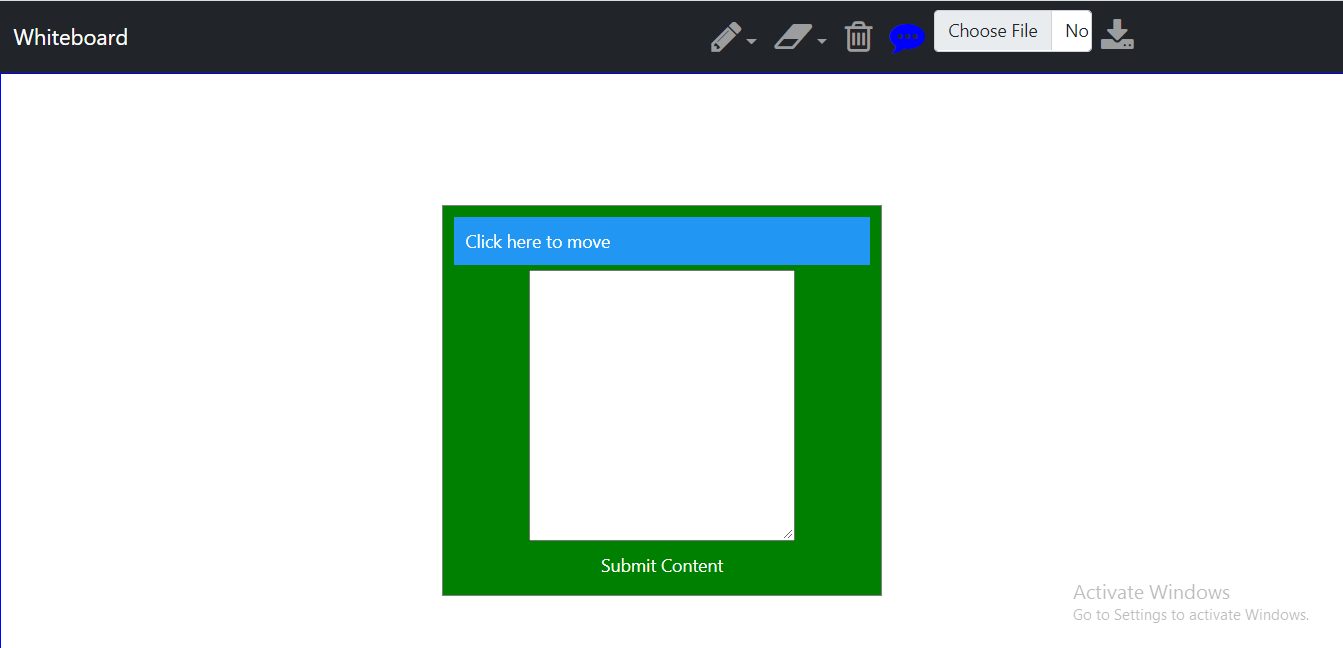 Whiteboard
Choose File No
Click here to move
Submit Content
Activate Windows
Go to Settings to activate Windows.